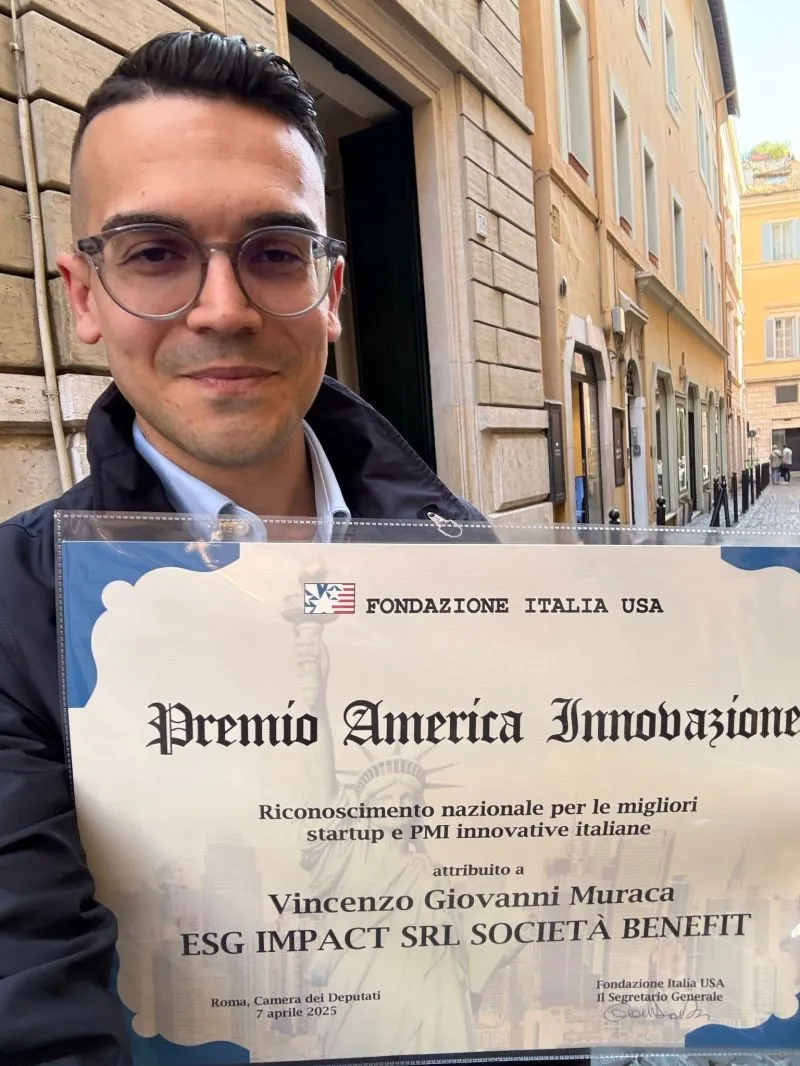 FONDAZIONE ITALIA USA
Premio America Innovazione
Riconoscimento nazionale per le migliori
startup e PMI innovative italiane
attribuito a
Vincenzo Giovanni Muraca
ESG IMPACT SRL SOCIETÀ BENEFIT
Roma, Camera dei Deputati
7 aprile 2025
Fondazione Italia USA
Il Segretario Generale